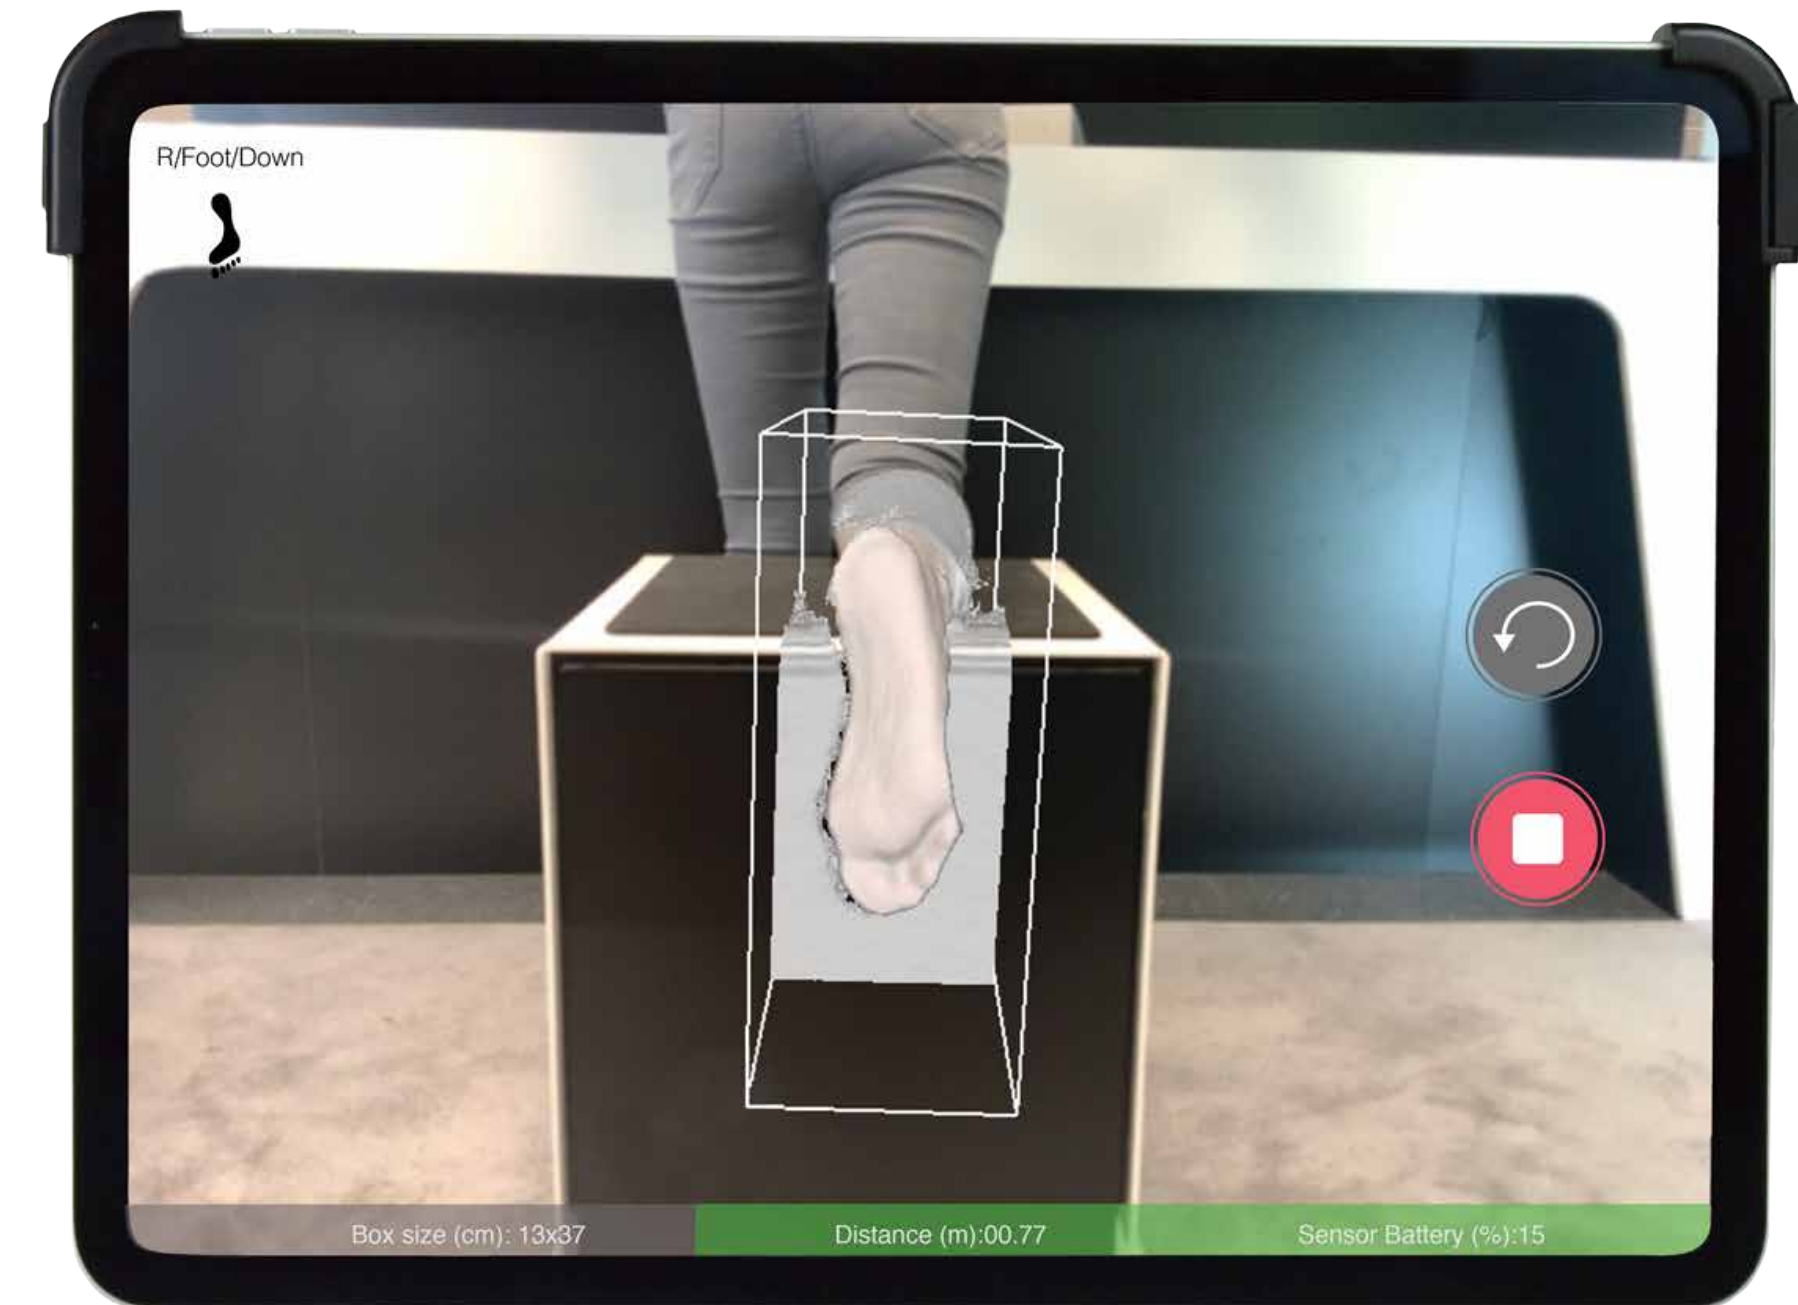 R/Foot/Down
Box size (cm): 13x37
Distance (m):00.77
Sensor Battery (%):15